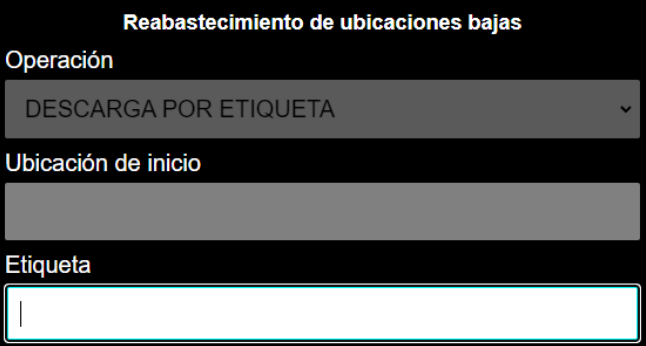 Reabastecimiento de ubicaciones bajas
Operación
DESCARGA POR ETIQUETA
Ubicación de inicio
Etiqueta